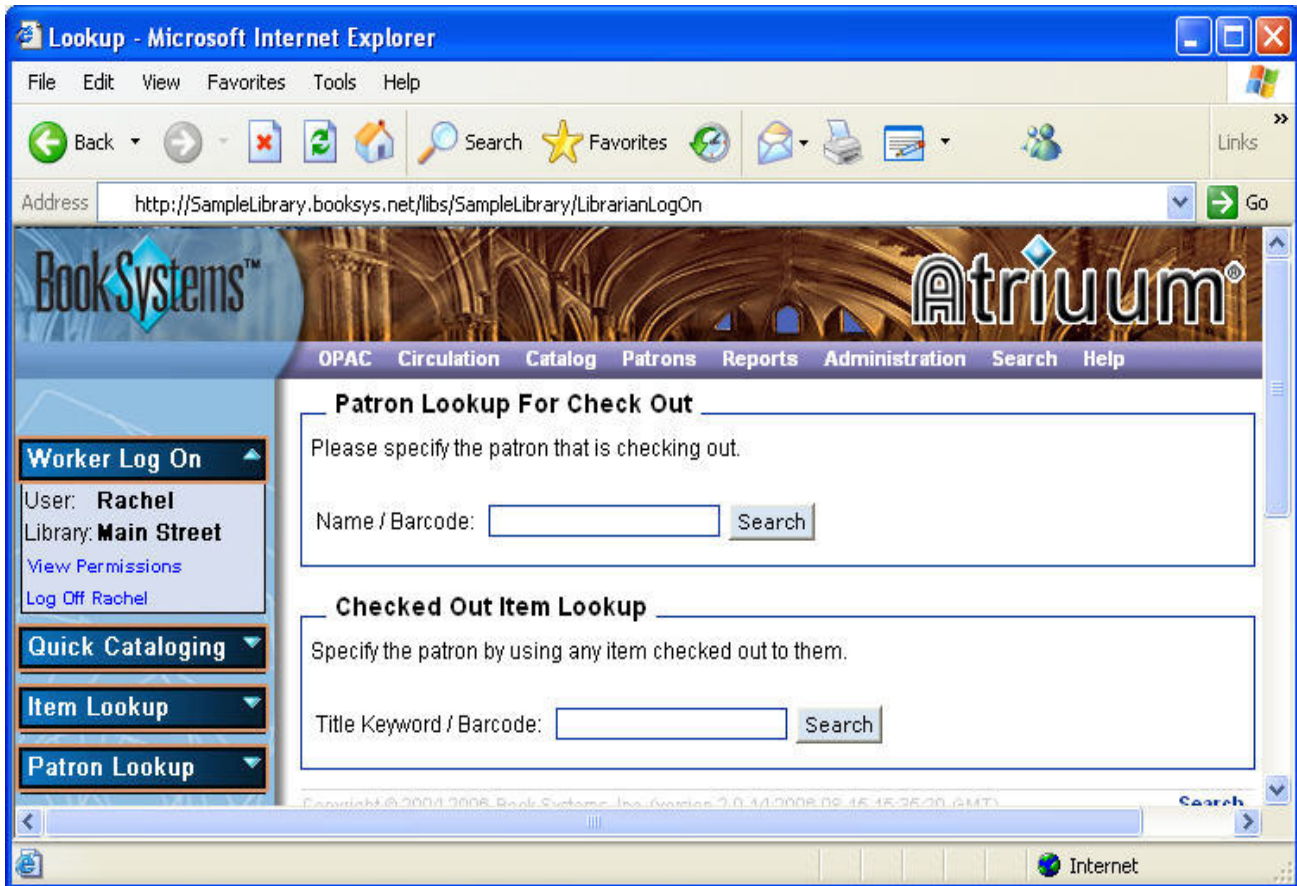 Lookup - Microsoft Internet Explorer
File Edit View Favorites Tools Help
Back Search Favorites Links
Address http://SampleLibrary.booksys.net/libs/SampleLibrary/LibrarianLogOn Go
BookSystems™ Atriuum®
OPAC Circulation Catalog Patrons Reports Administration Search Help
Worker Log On
User: Rachel
Library: Main Street
View Permissions
Log Off Rachel
Quick Cataloging
Item Lookup
Patron Lookup
Patron Lookup For Check Out
Please specify the patron that is checking out.
Name / Barcode: Search
Checked Out Item Lookup
Specify the patron by using any item checked out to them.
Title Keyword / Barcode: Search
Search
Internet